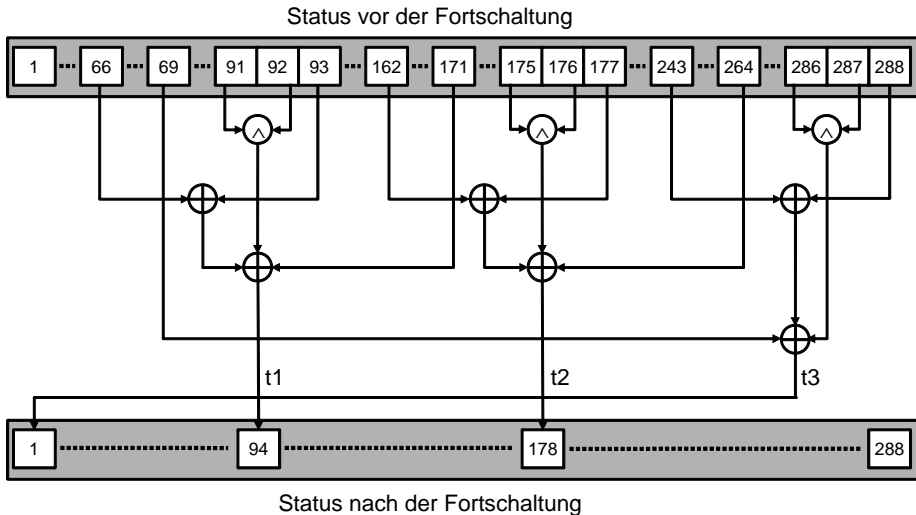 Status vor der Fortschaltung
1 66 69 91 92 93 162 171 175 176 177 243 264 286 287 288
^ ^ ^
t1 t2 t3
1 94 178 288
Status nach der Fortschaltung